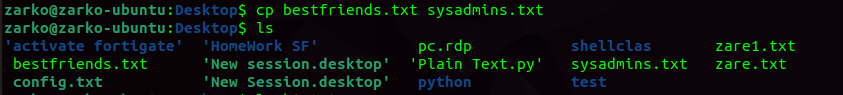 zarko@zarko-ubuntu:Desktop$ cp bestfriends.txt sysadmins.txt
zarko@zarko-ubuntu:Desktop$ ls
'activate fortigate' 'HomeWork SF' pc.rdp shellclas zare1.txt
bestfriends.txt 'New session.desktop' 'Plain Text.py' sysadmins.txt zare.txt
config.txt 'New Session.desktop' python test